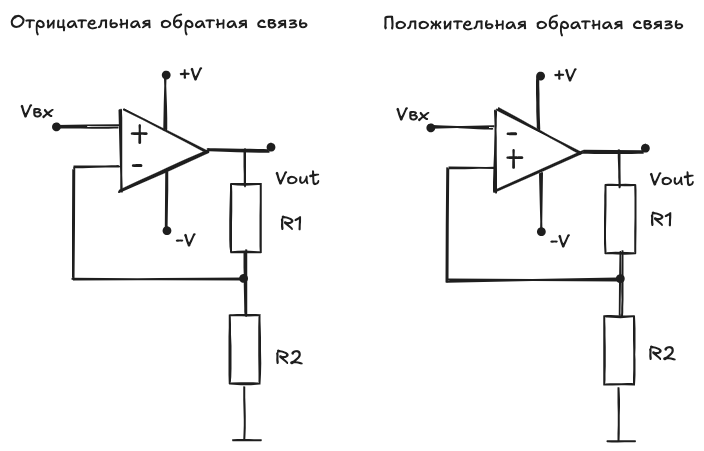 Отрицательная обратная связь
+V
Vвх
+
-
Vout
R1
-V
R2
Положительная обратная связь
+V
Vвх
-
+
Vout
R1
-V
R2